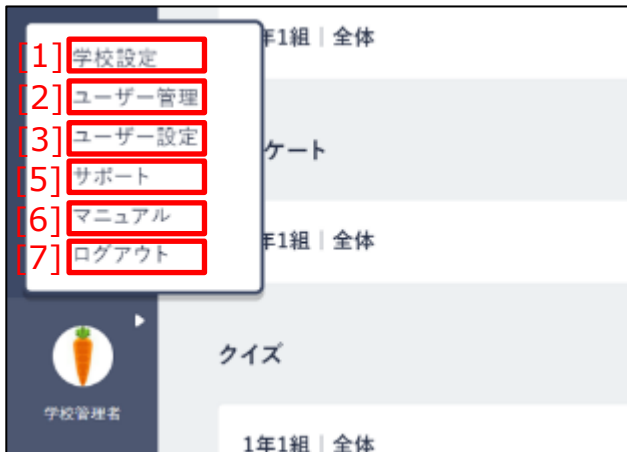 [1] 学校設定
[2] ユーザー管理
[3] ユーザー設定
[5] サポート
[6] マニュアル
[7] ログアウト
学校管理者
年1組｜全体
ケート
年1組｜全体
クイズ
1年1組｜全体